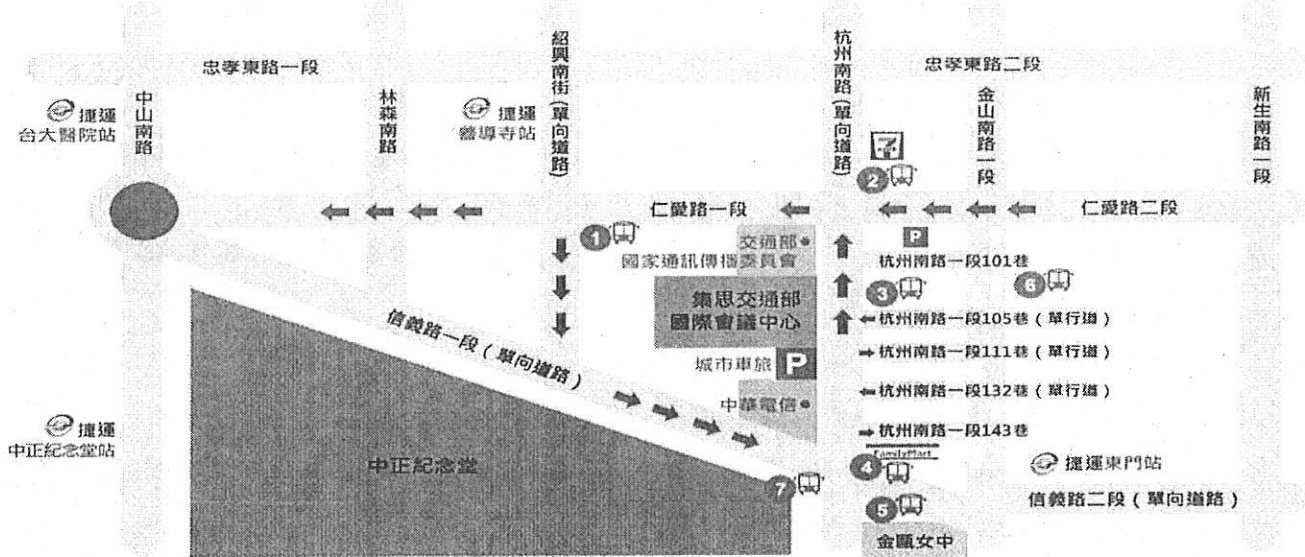 忠孝東路一段
忠孝東路二段
紹興南街(單向道路)
杭州南路(單向道路)
中山南路
林森南路
金山南路一段
新生南路一段
捷運
台大醫院站
捷運
善導寺站
7
2
仁愛路一段
仁愛路二段
1
交通部
國家通訊傳播委員會
P
杭州南路一段101巷
集思交通部
國際會議中心
3
6
杭州南路一段105巷(單行道)
信義路一段(單向道路)
杭州南路一段111巷(單行道)
城市車旅 P
杭州南路一段132巷(單行道)
中華電信
杭州南路一段143巷
FamilyMart
捷運
中正紀念堂站
中正紀念堂
4
捷運東門站
7
5
信義路二段(單向道路)
金甌女中